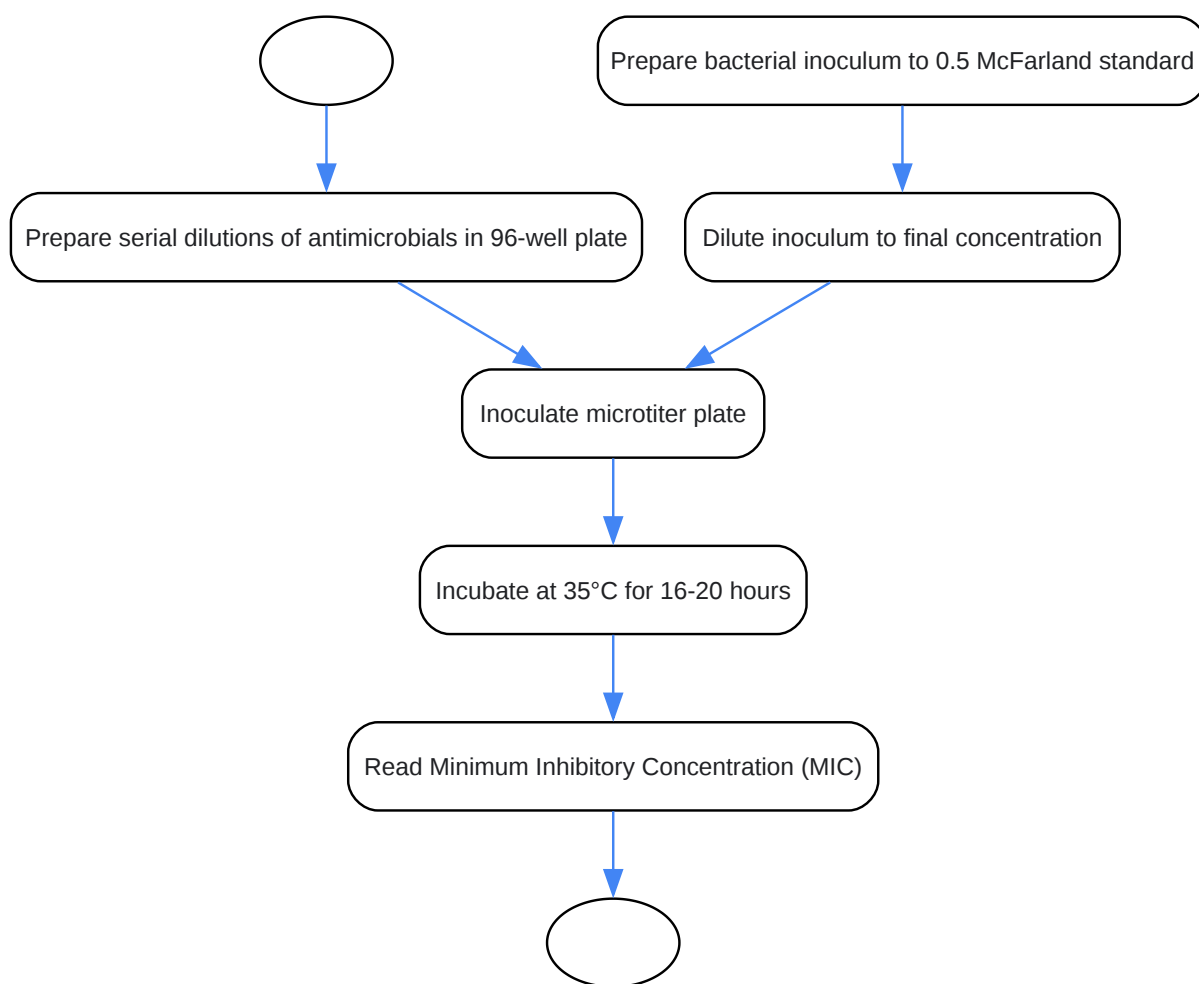 Prepare bacterial inoculum to 0.5 McFarland standard
Prepare serial dilutions of antimicrobials in 96-well plate
Dilute inoculum to final concentration
Inoculate microtiter plate
Incubate at 35°C for 16-20 hours
Read Minimum Inhibitory Concentration (MIC)